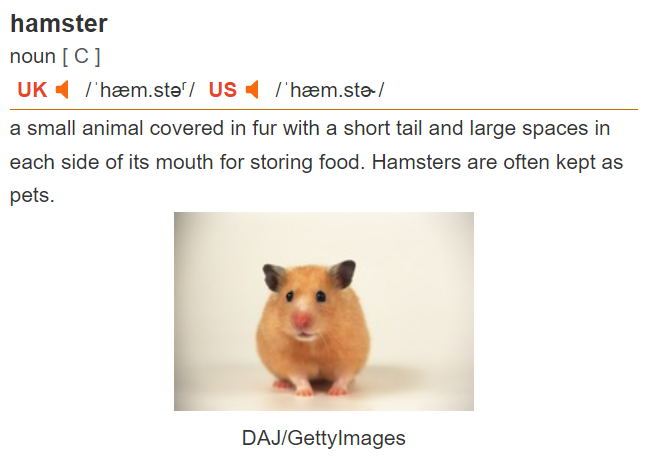 hamster
noun [ C ]
UK /ˈhæm.stəʳ/ US /ˈhæm.stɚ/
a small animal covered in fur with a short tail and large spaces in
each side of its mouth for storing food. Hamsters are often kept as
pets.
DAJ/GettyImages